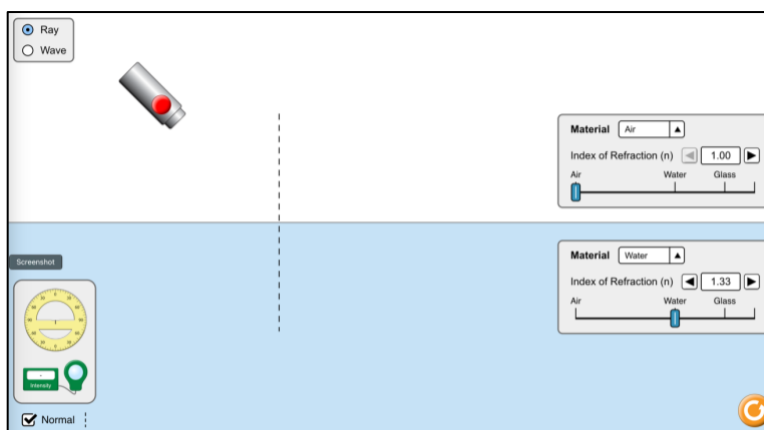 Ray
Wave
Material Air
Index of Refraction (n) 1.00
Air Water Glass
Screenshot
Material Water
Index of Refraction (n) 1.33
Air Water Glass
Intensity
Normal